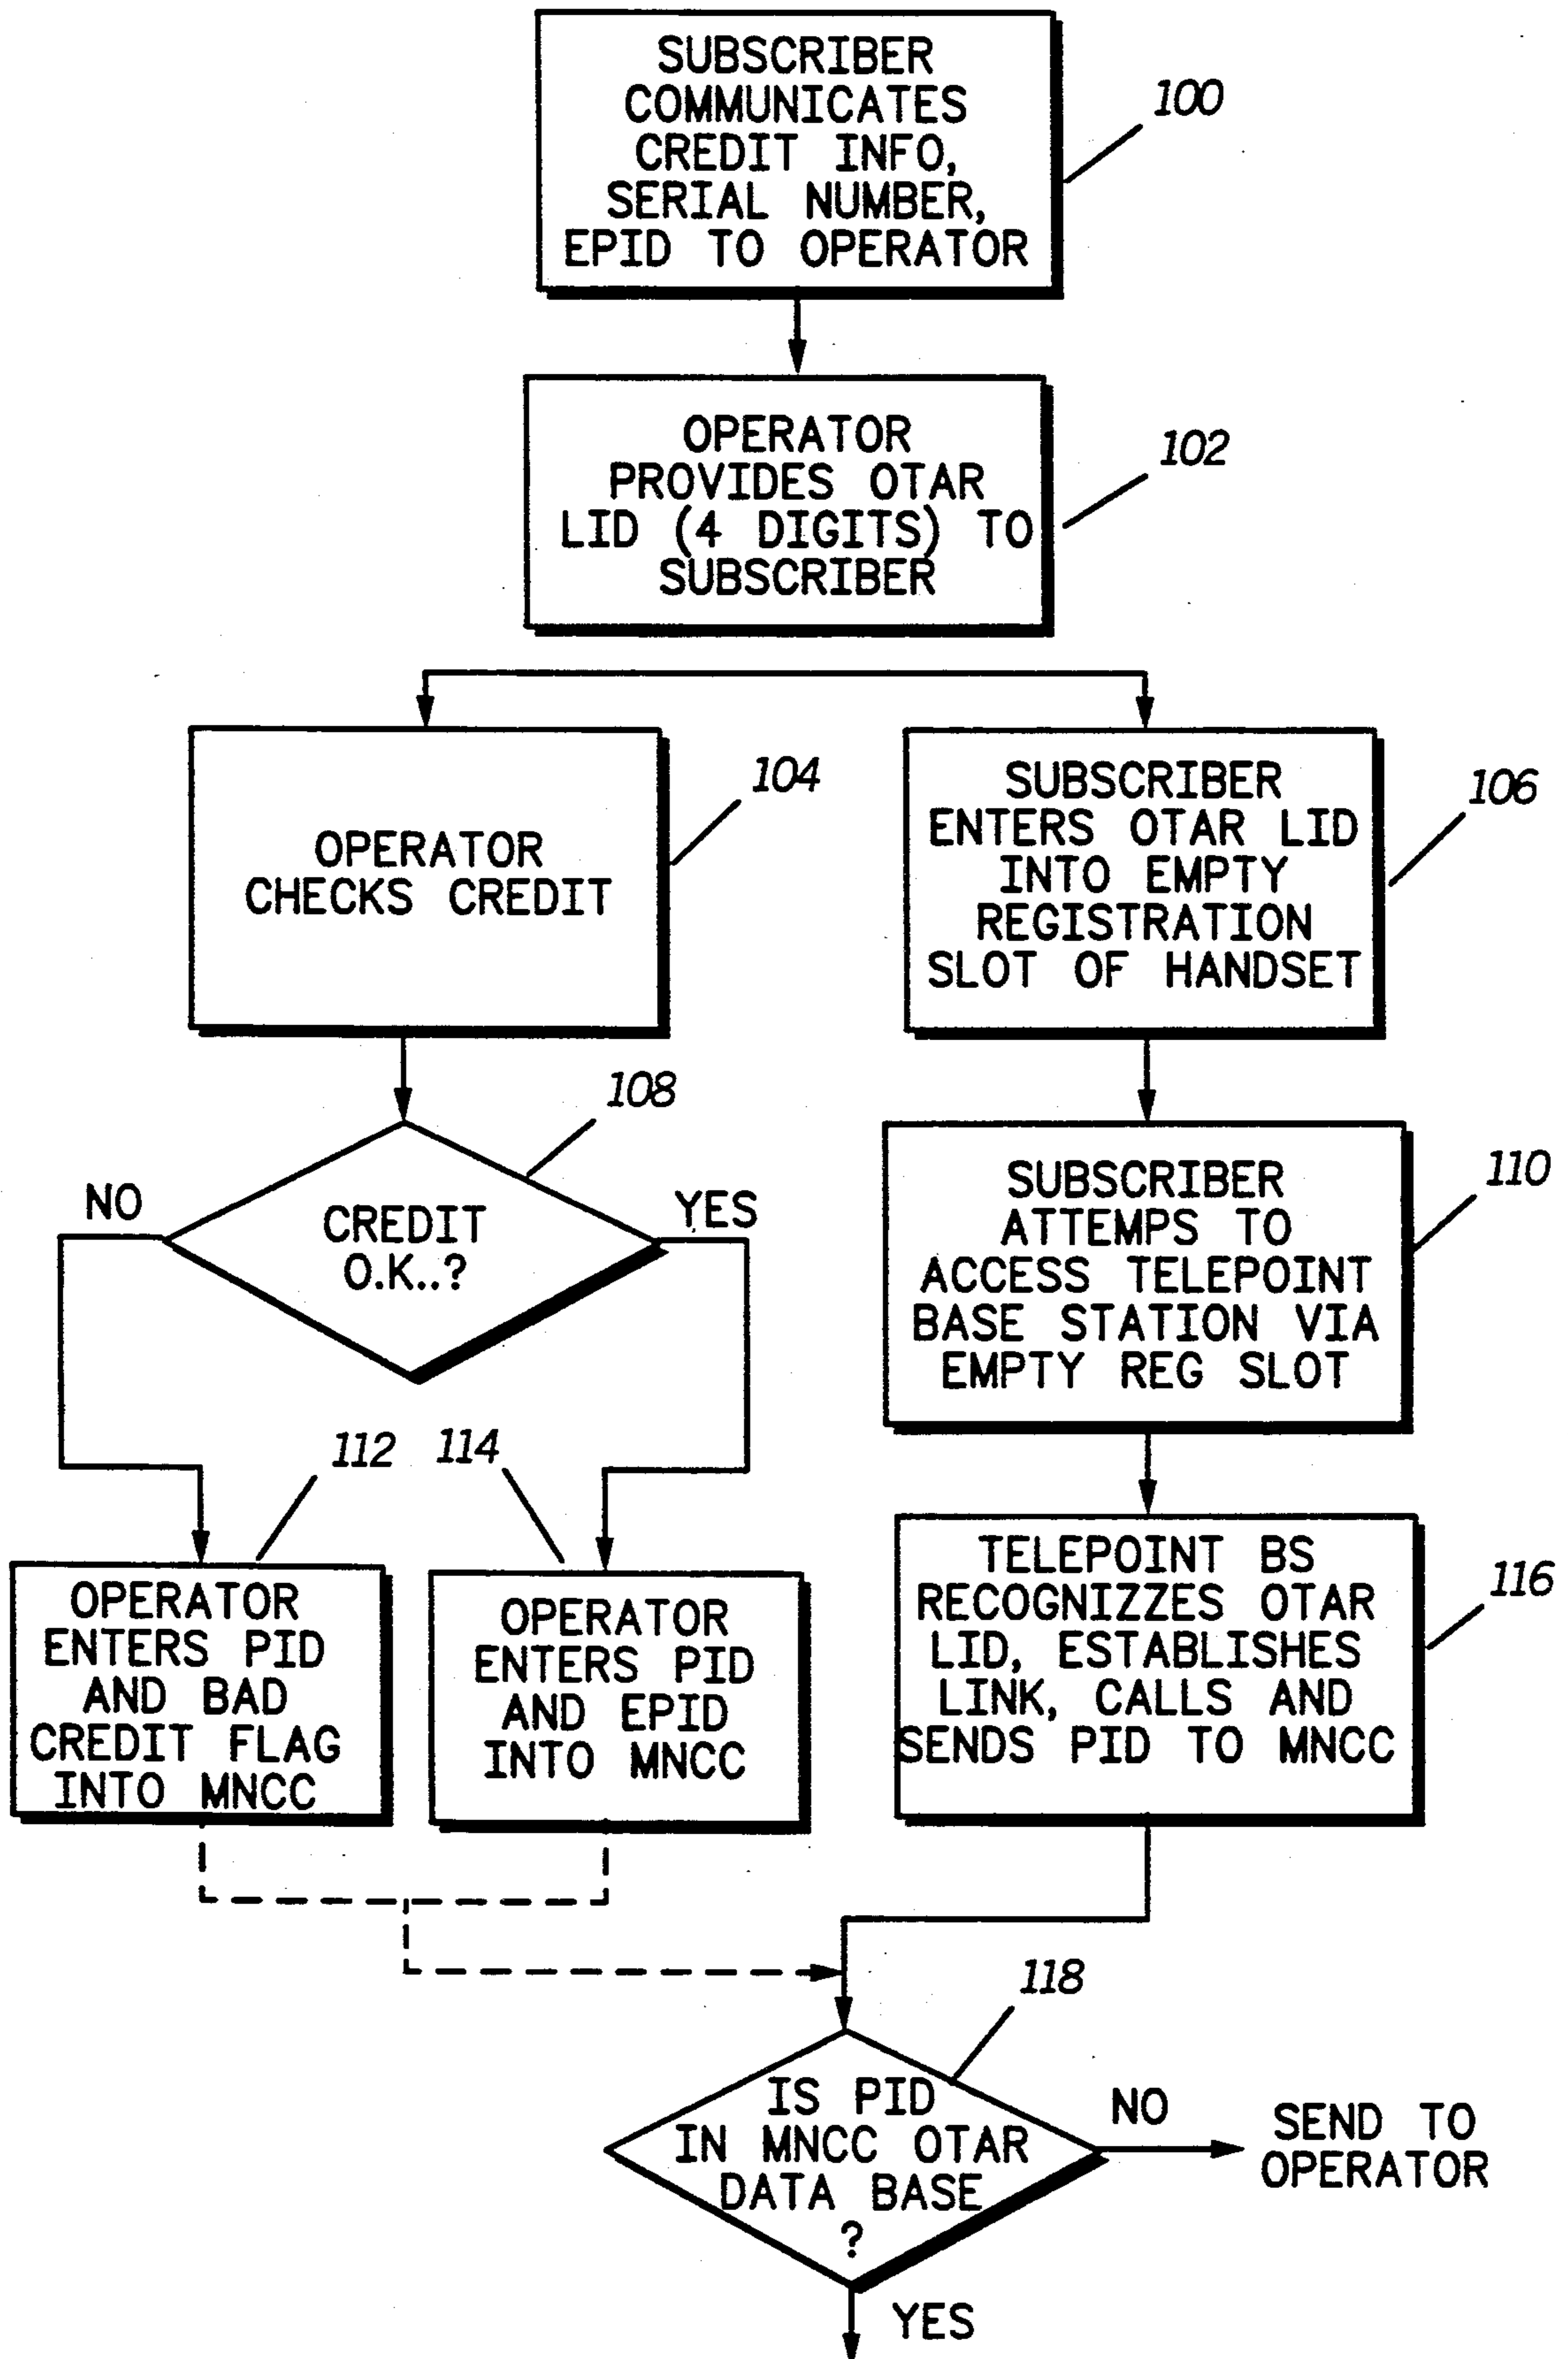 SUBSCRIBER
COMMUNICATES
CREDIT INFO,
SERIAL NUMBER,
EPID TO OPERATOR
100
OPERATOR
PROVIDES OTAR
LID (4 DIGITS) TO
SUBSCRIBER
102
OPERATOR
CHECKS CREDIT
104
SUBSCRIBER
ENTERS OTAR LID
INTO EMPTY
REGISTRATION
SLOT OF HANDSET
106
CREDIT
O.K..?
108
NO
YES
SUBSCRIBER
ATTEMPS TO
ACCESS TELEPOINT
BASE STATION VIA
EMPTY REG SLOT
110
OPERATOR
ENTERS PID
AND BAD
CREDIT FLAG
INTO MNCC
112
OPERATOR
ENTERS PID
AND EPID
INTO MNCC
114
TELEPOINT BS
RECOGNIZZES OTAR
LID, ESTABLISHES
LINK, CALLS AND
SENDS PID TO MNCC
116
IS PID
IN MNCC OTAR
DATA BASE
?
118
NO
SEND TO
OPERATOR
YES